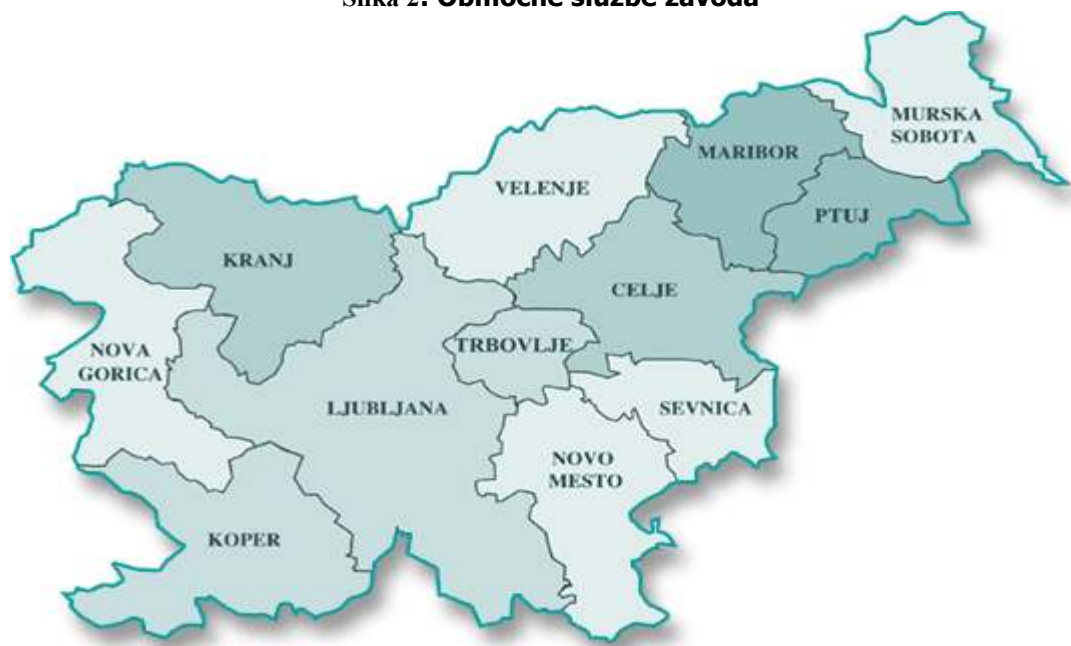 Slika 2: Območne službe zavoda
MURSKA
SOBOTA
MARIBOR
VELENJE
PTUJ
KRANJ
CELJE
NOVA
GORICA
TRBOVLJE
LJUBLJANA
SEVNICA
NOVO
MESTO
KOPER